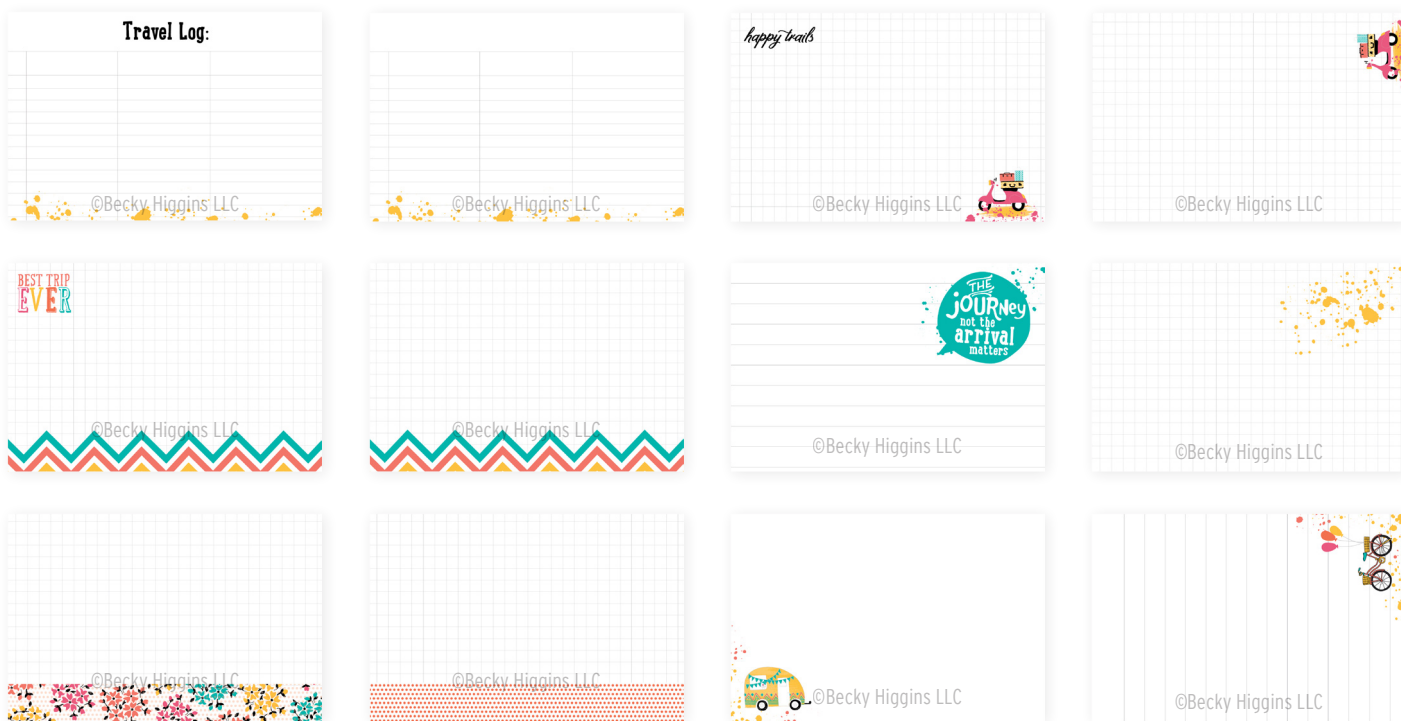 Travel Log:
©Becky Higgins LLC
©Becky Higgins LLC
happy trails
©Becky Higgins LLC
©Becky Higgins LLC
BEST TRIP
EVER
©Becky Higgins LLC
©Becky Higgins LLC
THE
JOURNey
not the
arrival
matters
©Becky Higgins LLC
©Becky Higgins LLC
©Becky Higgins LLC
©Becky Higgins LLC
©Becky Higgins LLC
©Becky Higgins LLC